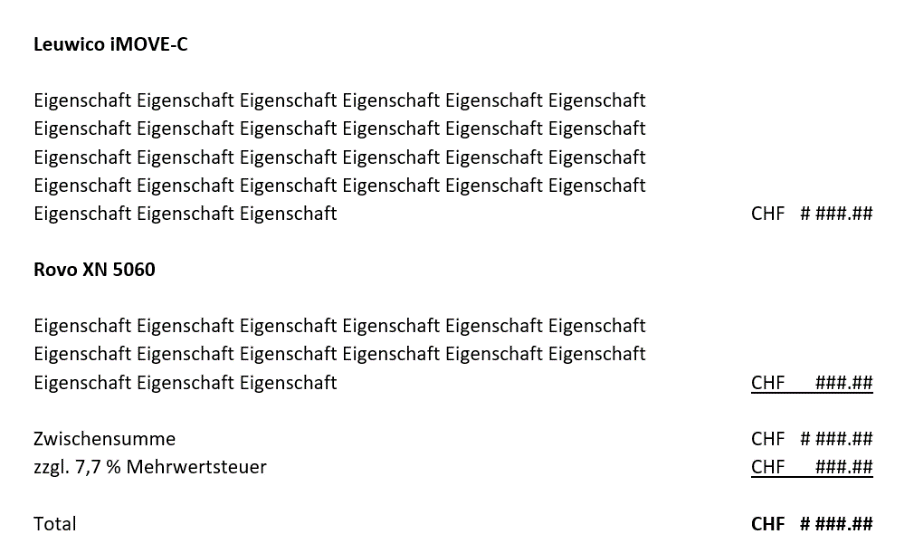 Leuwico iMOVE-C
Eigenschaft Eigenschaft Eigenschaft Eigenschaft Eigenschaft Eigenschaft
Eigenschaft Eigenschaft Eigenschaft Eigenschaft Eigenschaft Eigenschaft
Eigenschaft Eigenschaft Eigenschaft Eigenschaft Eigenschaft Eigenschaft
Eigenschaft Eigenschaft Eigenschaft Eigenschaft Eigenschaft Eigenschaft
Eigenschaft Eigenschaft Eigenschaft CHF # ###.##
Rovo XN 5060
Eigenschaft Eigenschaft Eigenschaft Eigenschaft Eigenschaft Eigenschaft
Eigenschaft Eigenschaft Eigenschaft Eigenschaft Eigenschaft Eigenschaft
Eigenschaft Eigenschaft Eigenschaft CHF ###.##
Zwischensumme CHF # ###.##
zzgl. 7,7 % Mehrwertsteuer CHF ###.##
Total CHF # ###.##